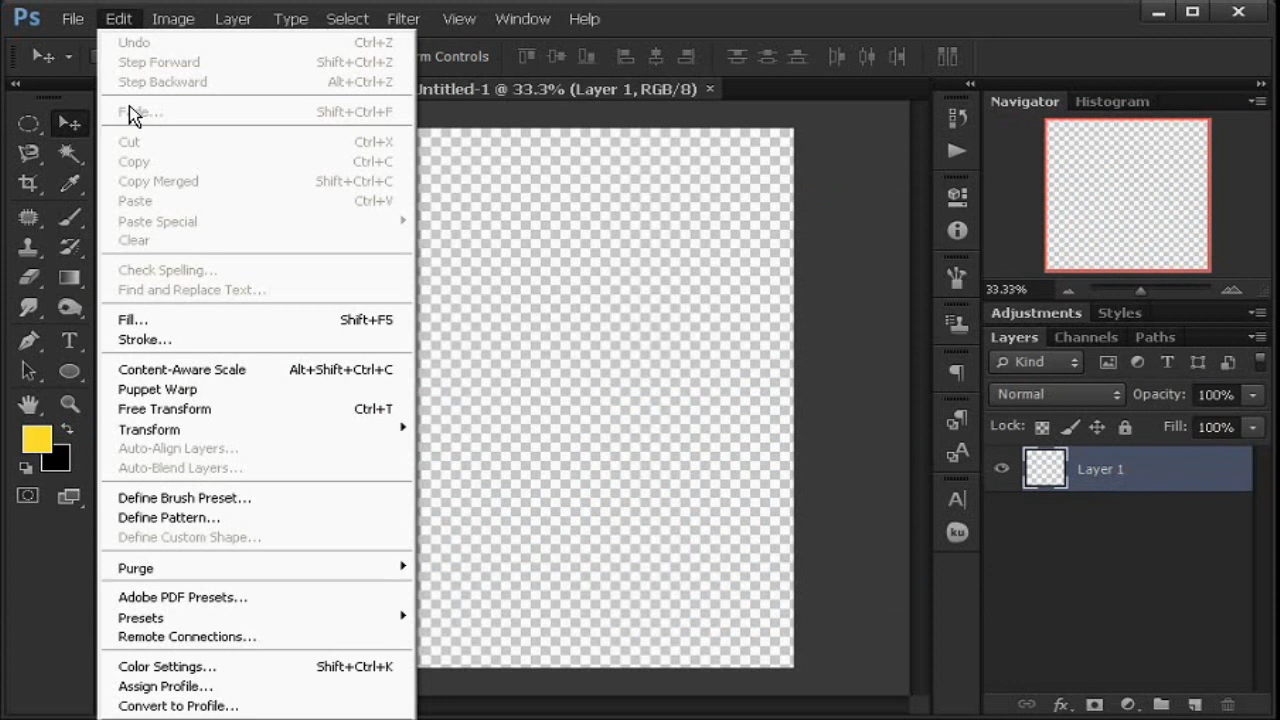 Ps File Edit Image Layer Type Select Filter View Window Help
rm Controls
Untitled-1 @ 33.3% (Layer 1, RGB/8) ×
Undo Ctrl+Z
Step Forward Shift+Ctrl+Z
Step Backward Alt+Ctrl+Z
Fade... Shift+Ctrl+F
Cut Ctrl+X
Copy Ctrl+C
Copy Merged Shift+Ctrl+C
Paste Ctrl+V
Paste Special
Clear
Check Spelling...
Find and Replace Text...
Fill... Shift+F5
Stroke...
Content-Aware Scale Alt+Shift+Ctrl+C
Puppet Warp
Free Transform Ctrl+T
Transform
Auto-Align Layers...
Auto-Blend Layers...
Define Brush Preset...
Define Pattern...
Define Custom Shape...
Purge
Adobe PDF Presets...
Presets
Remote Connections...
Color Settings... Shift+Ctrl+K
Assign Profile...
Convert to Profile...
Navigator Histogram
33.33%
Adjustments Styles
Layers Channels Paths
Kind
Normal Opacity: 100%
Lock: Fill: 100%
Layer 1
A|
ku